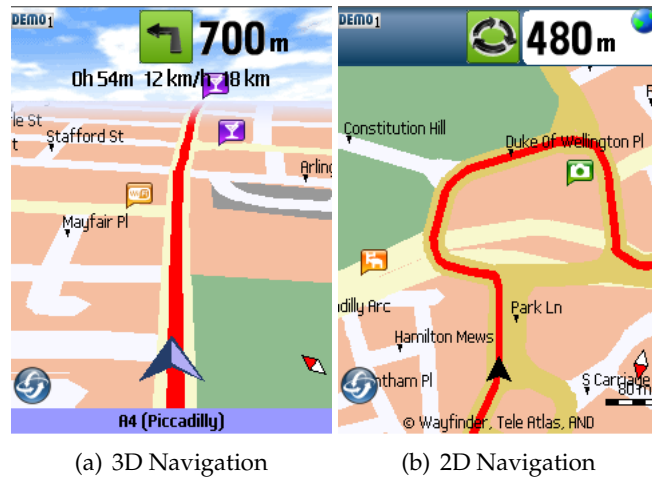 DEMO1
700 m
0h 54m 12 km/h 18 km
le St
Stafford St
t
Arling
Mayfair Pl
A4 (Piccadilly)
(a) 3D Navigation
DEMO1
480 m
Constitution Hill
Duke Of Wellington Pl
dilly Arc
Park Ln
Hamilton Mews
ntham Pl
S Carriage
80 m
© Wayfinder, Tele Atlas, AND
(b) 2D Navigation